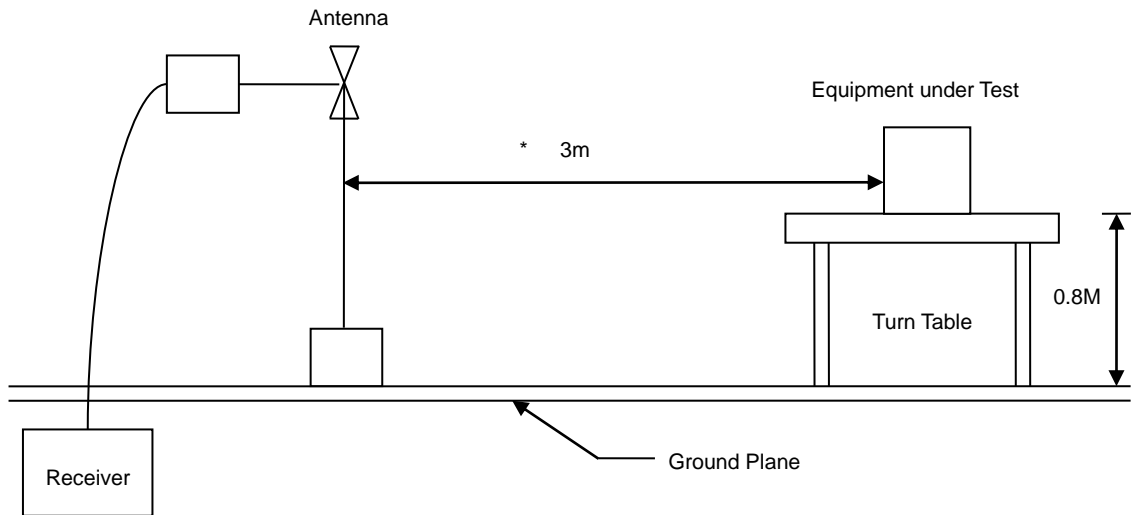 Antenna
Equipment under Test
* 3m
0.8M
Turn Table
Ground Plane
Receiver